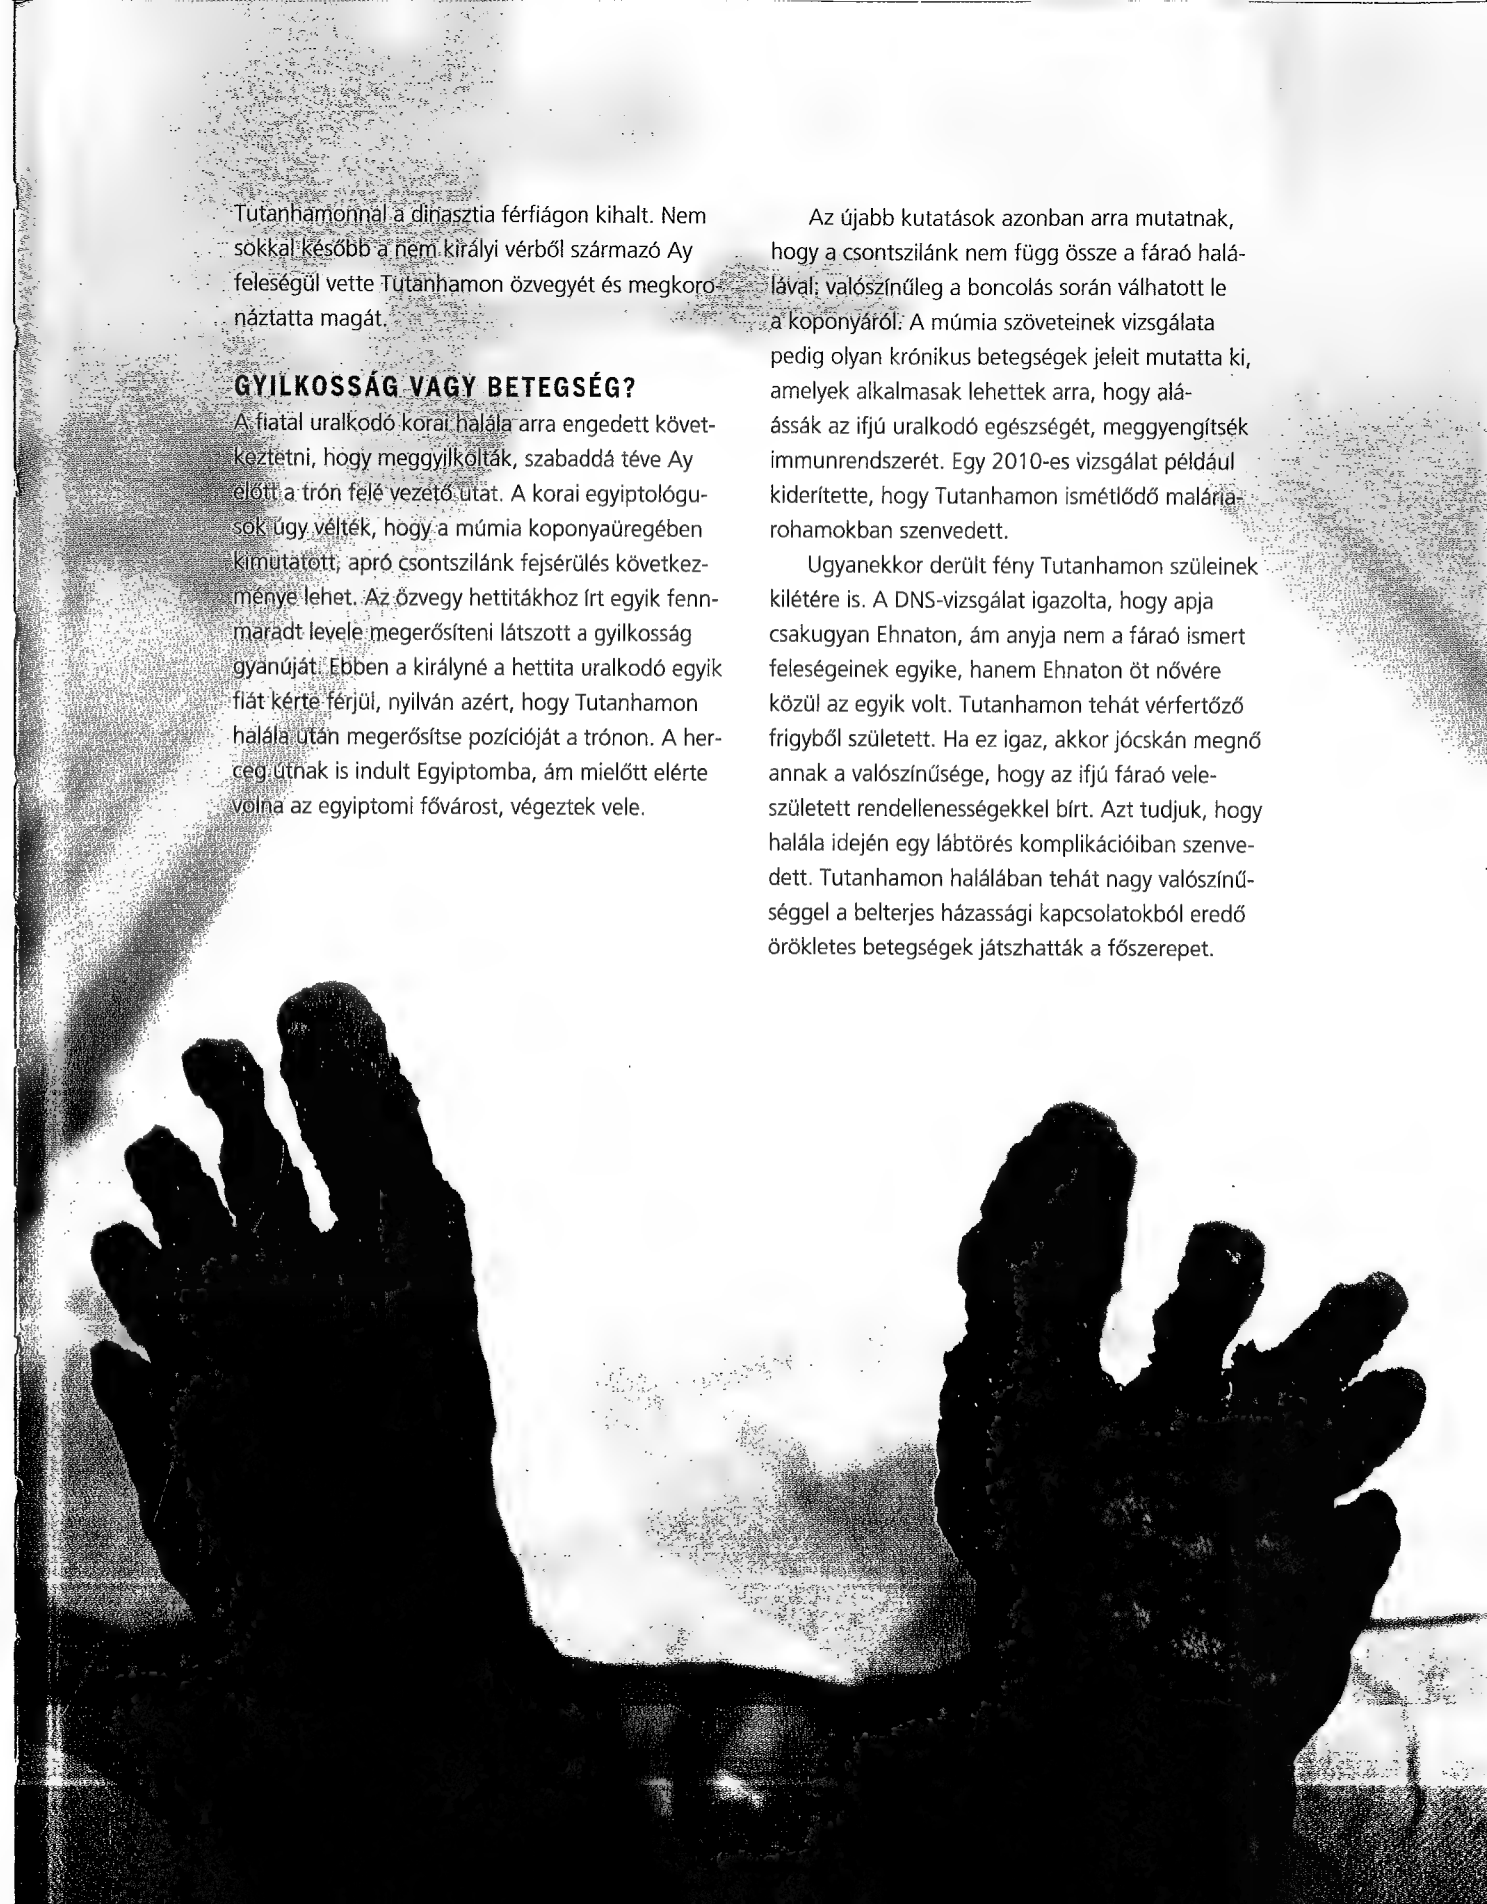 Tutanhamonnal a dinasztia férfiágon kihalt. Nem
sokkal később a nem királyi vérből származó Ay
feleségül vette Tutanhamon özvegyét és megkoro-
náztatta magát.
GYILKOSSÁG VAGY BETEGSÉG?
A fiatal uralkodó korai halála arra engedett követ-
keztetni, hogy meggyilkolták, szabaddá téve Ay
előtt a trón felé vezető utat. A korai egyiptológu-
sok úgy vélték, hogy a múmia koponyaüregében
kimutatott, apró csontszilánk fejsérülés következ-
ménye lehet. Az özvegy hettitákhoz írt egyik fenn-
maradt levele megerősíteni látszott a gyilkosság
gyanúját. Ebben a királyné a hettita uralkodó egyik
fiát kérte férjül, nyilván azért, hogy Tutanhamon
halála után megerősítse pozícióját a trónon. A her-
ceg útnak is indult Egyiptomba, ám mielőtt elérte
volna az egyiptomi fővárost, végeztek vele.
Az újabb kutatások azonban arra mutatnak,
hogy a csontszilánk nem függ össze a fáraó halá-
lával; valószínűleg a boncolás során válhatott le
a koponyáról. A múmia szöveteinek vizsgálata
pedig olyan krónikus betegségek jeleit mutatta ki,
amelyek alkalmasak lehettek arra, hogy alá-
ássák az ifjú uralkodó egészségét, meggyengítsék
immunrendszerét. Egy 2010-es vizsgálat például
kiderítette, hogy Tutanhamon ismétlődő malária-
rohamokban szenvedett.
Ugyanekkor derült fény Tutanhamon szüleinek
kilétére is. A DNS-vizsgálat igazolta, hogy apja
csakugyan Ehnaton, ám anyja nem a fáraó ismert
feleségeinek egyike, hanem Ehnaton öt nővére
közül az egyik volt. Tutanhamon tehát vérfertőző
frigyből született. Ha ez igaz, akkor jócskán megnő
annak a valószínűsége, hogy az ifjú fáraó vele-
született rendellenességekkel bírt. Azt tudjuk, hogy
halála idején egy lábtörés komplikációiban szenve-
dett. Tutanhamon halálában tehát nagy valószínű-
séggel a belterjes házassági kapcsolatokból eredő
örökletes betegségek játszhatták a főszerepet.